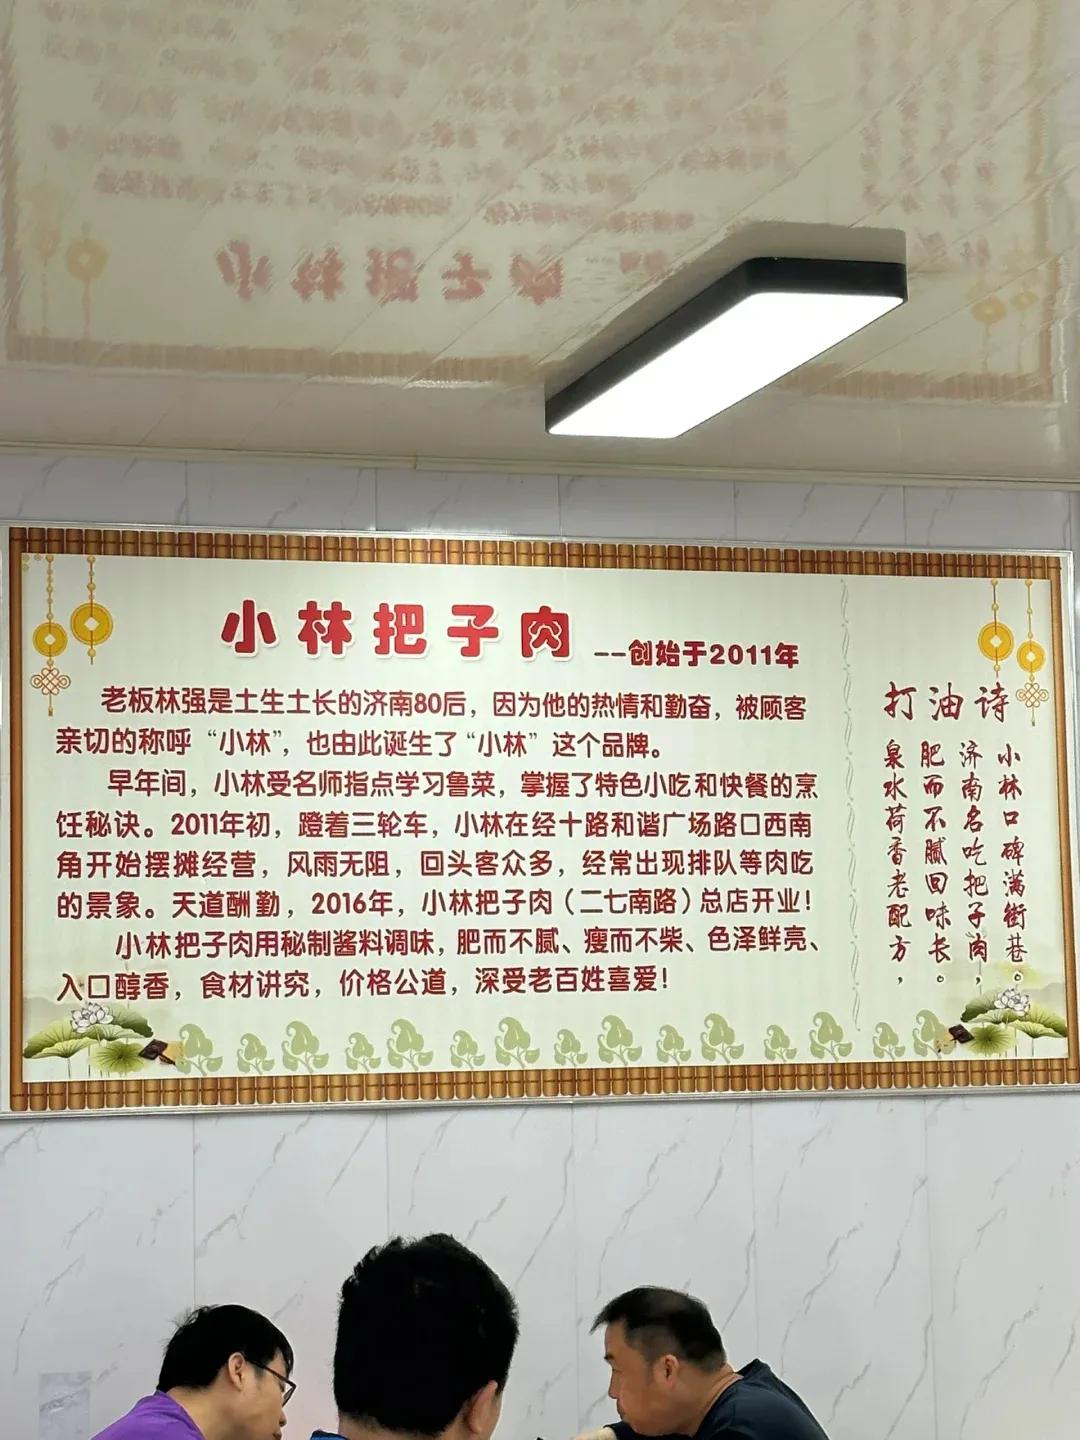 小林把子肉 --创始于2011年
老板林强是土生土长的济南80后，因为他的热情和勤奋，被顾客
亲切的称呼“小林”，也由此诞生了“小林”这个品牌。
早年间，小林受名师指点学习鲁菜，掌握了特色小吃和快餐的烹
饪秘诀。2011年初，蹬着三轮车，小林在经十路和谐广场路口西南
角开始摆摊经营，风雨无阻，回头客众多，经常出现排队等肉吃
的景象。天道酬勤，2016年，小林把子肉（二七南路）总店开业！
小林把子肉用秘制酱料调味，肥而不腻、瘦而不柴、色泽鲜亮、
入口醇香，食材讲究，价格公道，深受老百姓喜爱！
打油诗
小林口碑满街巷。
济南名吃把子肉，
肥而不腻回味长。
泉水荷香老配方，